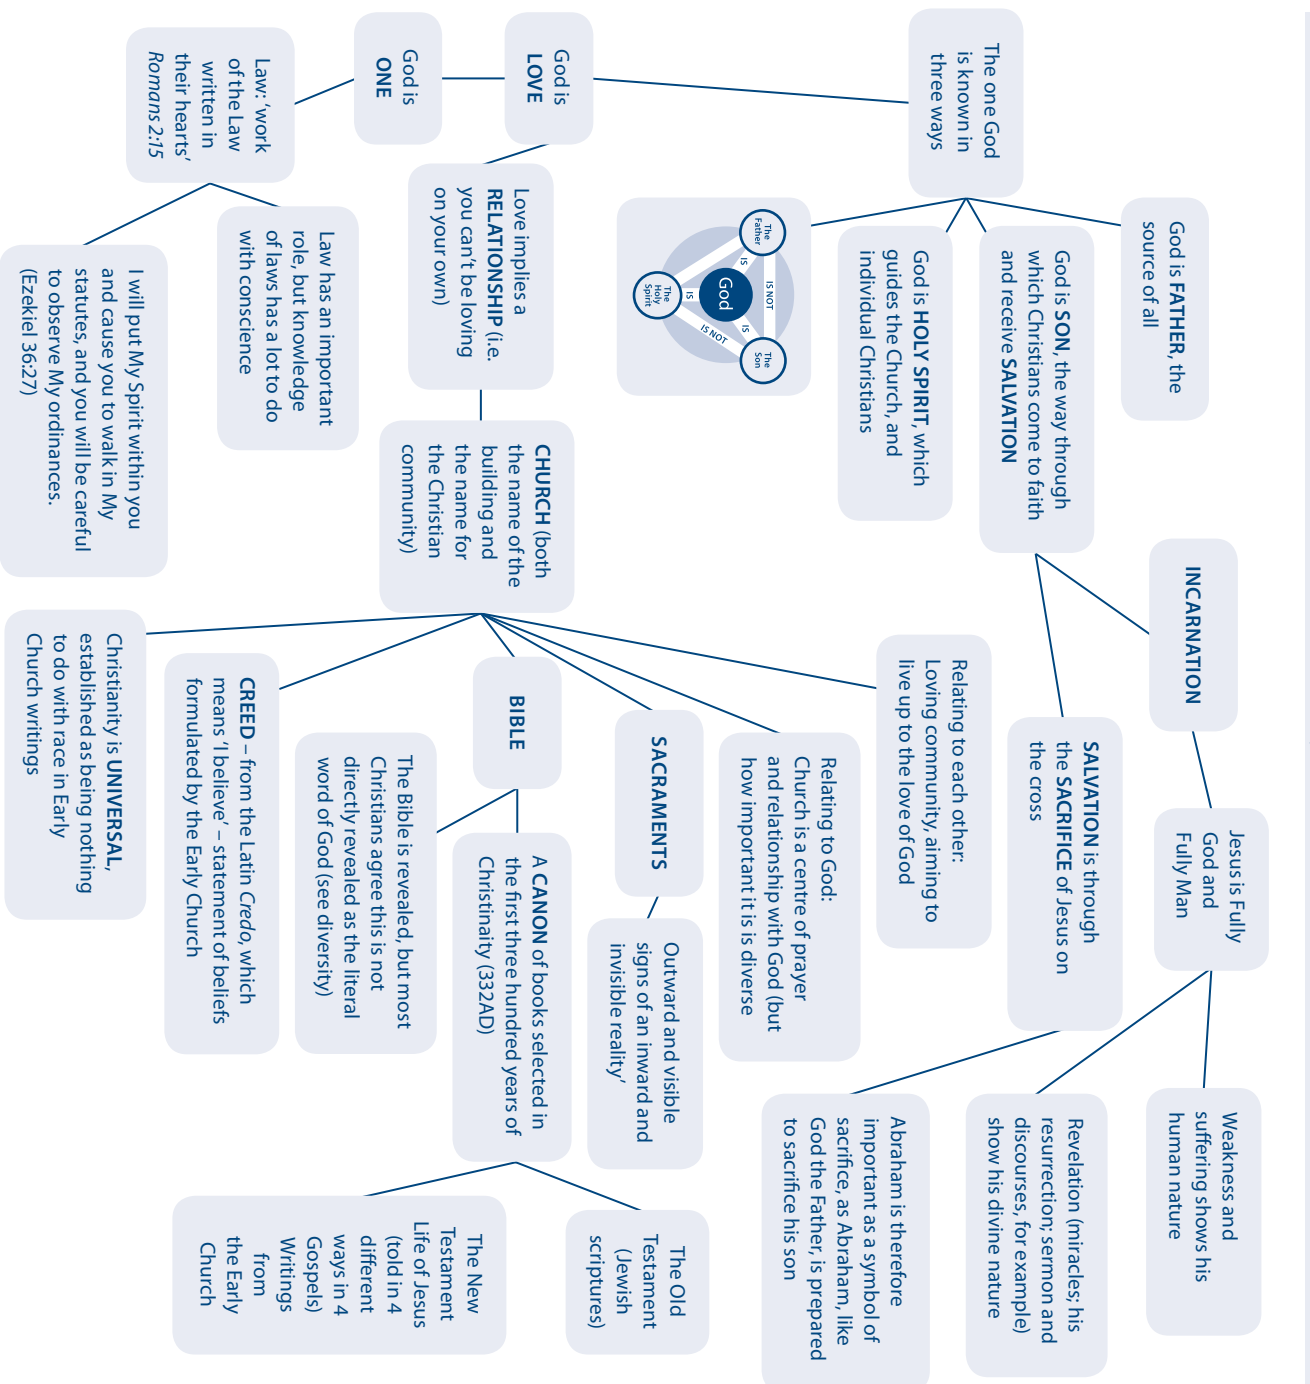 The one God
is known in
three ways
God is FATHER, the
source of all
God is SON, the way through
which Christians come to faith
and receive SALVATION
God is HOLY SPIRIT, which
guides the Church, and
individual Christians
The
Father
IS NOT
The
Son
IS
IS
God
IS
IS NOT
The
Holy
Spirit
INCARNATION
Jesus is Fully
God and
Fully Man
Weakness and
suffering shows his
human nature
Revelation (miracles; his
resurrection; sermon and
discourses, for example)
show his divine nature
SALVATION is through
the SACRIFICE of Jesus on
the cross
Abraham is therefore
important as a symbol of
sacrifice, as Abraham, like
God the Father, is prepared
to sacrifice his son
God is
LOVE
Love implies a
RELATIONSHIP (i.e.
you can't be loving
on your own)
CHURCH (both
the name of the
building and
the name for
the Christian
community)
Relating to each other:
Loving community, aiming to
live up to the love of God
Relating to God:
Church is a centre of prayer
and relationship with God (but
how important it is is diverse
SACRAMENTS
Outward and visible
signs of an inward and
invisible reality’
BIBLE
A CANON of books selected in
the first three hundred years of
Christinaity (332AD)
The Old
Testament
(Jewish
scriptures)
The New
Testament
Life of Jesus
(told in 4
different
ways in 4
Gospels)
Writings
from
the Early
Church
The Bible is revealed, but most
Christians agree this is not
directly revealed as the literal
word of God (see diversity)
CREED – from the Latin Credo, which
means ‘I believe’ – statement of beliefs
formulated by the Early Church
Christianity is UNIVERSAL,
established as being nothing
to do with race in Early
Church writings
God is
ONE
Law: ‘work
of the Law
written in
their hearts’
Romans 2:15
Law has an important
role, but knowledge
of laws has a lot to do
with conscience
I will put My Spirit within you
and cause you to walk in My
statutes, and you will be careful
to observe My ordinances.
(Ezekiel 36:27)